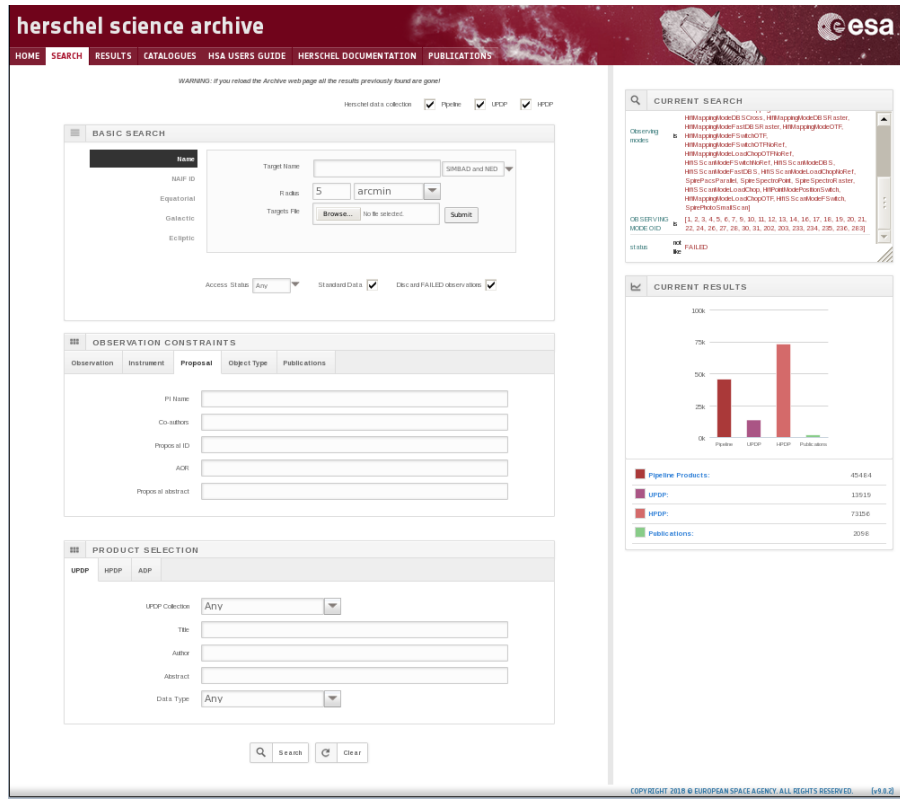 herschel science archive
esa
HOME SEARCH RESULTS CATALOGUES HSA USERS GUIDE HERSCHEL DOCUMENTATION PUBLICATIONS
WARNING: If you reload the Archive web page all the results previously found are gone!
Herschel data collection Pipeline UPDP HPDP
BASIC SEARCH
Name
NAIF ID
Equatorial
Galactic
Ecliptic
Target Name SIMBAD and NED
Radius 5 arcmin
Targets File Browse... No file selected. Submit
Access Status Any Standard Data Discard FAILED observations
OBSERVATION CONSTRAINTS
Observation Instrument Proposal Object Type Publications
PI Name
Co-authors
Proposal ID
AOR
Proposal abstract
PRODUCT SELECTION
UPDP HPDP ADP
UPDP Collection Any
Title
Author
Abstract
Data Type Any
Search Clear
CURRENT SEARCH
Observing modes is
HifiMappingModeDBSCross, HifiMappingModeDBSRaster,
HifiMappingModeFastDBSRaster, HifiMappingModeOTF,
HifiMappingModeFSwitchOTF,
HifiMappingModeFSwitchOTFNoRef,
HifiMappingModeLoadChopOTFNoRef,
HifiSScanModeFSwitchNoRef, HifiSScanModeDBS,
HifiSScanModeFastDBS, HifiSScanModeLoadChopNoRef,
SpirePacsParallel, SpireSpectroPoint, SpireSpectroRaster,
HifiSScanModeLoadChop, HifiPointModePositionSwitch,
HifiMappingModeLoadChopOTF, HifiSScanModeFSwitch,
SpirePhotoSmallScan]
OBSERVING MODE OID is
[1, 2, 3, 4, 5, 6, 7, 9, 10, 11, 12, 13, 14, 16, 17, 18, 19, 20, 21,
22, 24, 26, 27, 28, 30, 31, 202, 203, 233, 234, 235, 236, 283]
status not like FAILED
CURRENT RESULTS
100k
75k
50k
25k
0k
Pipeline UPDP HPDP Publications
Pipeline Products: 45484
UPDP: 13919
HPDP: 73156
Publications: 2098
COPYRIGHT 2018 © EUROPEAN SPACE AGENCY. ALL RIGHTS RESERVED. [v9.0.2]